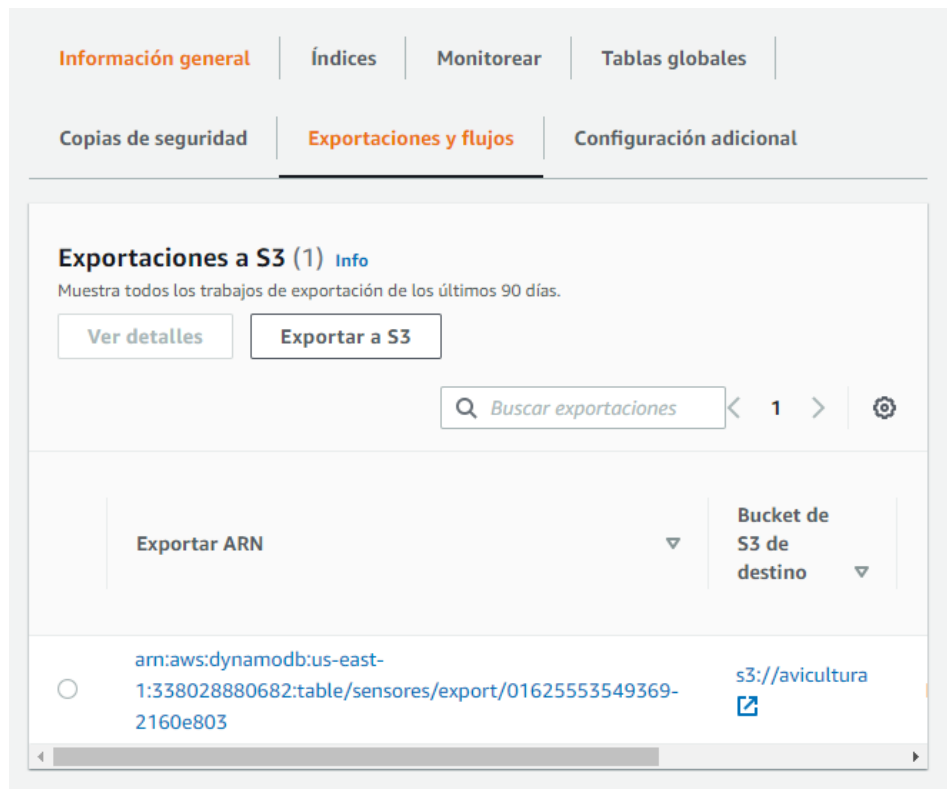 Información general Índices Monitorear Tablas globales
Copias de seguridad Exportaciones y flujos Configuración adicional
Exportaciones a S3 (1) Info
Muestra todos los trabajos de exportación de los últimos 90 días.
Ver detalles Exportar a S3
Buscar exportaciones 1
Exportar ARN
Bucket de
S3 de
destino
arn:aws:dynamodb:us-east-
1:338028880682:table/sensores/export/01625553549369-
2160e803
s3://avicultura